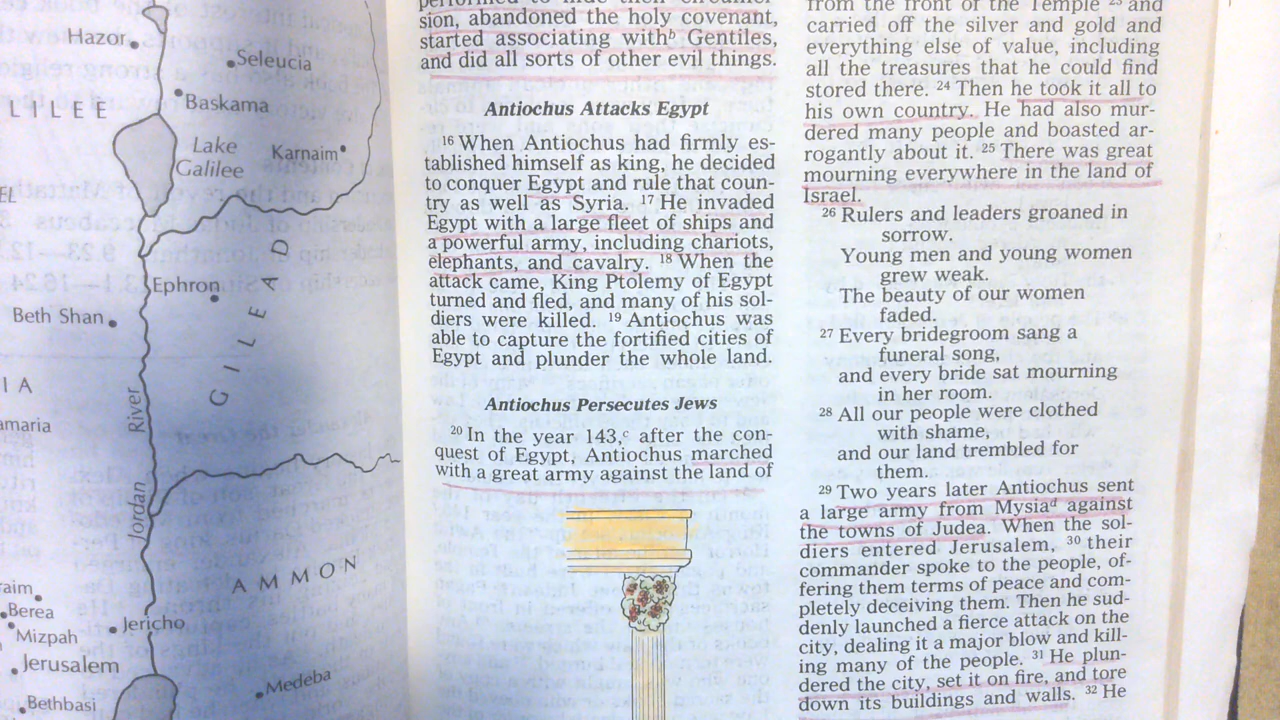 Hazor
Seleucia
Baskama
LILEE
Lake
Galilee
Karnaim
Ephron
Beth Shan
GILEAD
I A
amaria
Jordan River
AMMON
raim
Berea
Jericho
Mizpah
Jerusalem
Medeba
Bethbasi
sion, abandoned the holy covenant,
started associating withᵇ Gentiles,
and did all sorts of other evil things.
Antiochus Attacks Egypt
¹⁶ When Antiochus had firmly es-
tablished himself as king, he decided
to conquer Egypt and rule that coun-
try as well as Syria. ¹⁷ He invaded
Egypt with a large fleet of ships and
a powerful army, including chariots,
elephants, and cavalry. ¹⁸ When the
attack came, King Ptolemy of Egypt
turned and fled, and many of his sol-
diers were killed. ¹⁹ Antiochus was
able to capture the fortified cities of
Egypt and plunder the whole land.
Antiochus Persecutes Jews
²⁰ In the year 143,ᶜ after the con-
quest of Egypt, Antiochus marched
with a great army against the land of
from the front of the Temple ²³ and
carried off the silver and gold and
everything else of value, including
all the treasures that he could find
stored there. ²⁴ Then he took it all to
his own country. He had also mur-
dered many people and boasted ar-
rogantly about it. ²⁵ There was great
mourning everywhere in the land of
Israel.
²⁶ Rulers and leaders groaned in
sorrow.
Young men and young women
grew weak.
The beauty of our women
faded.
²⁷ Every bridegroom sang a
funeral song,
and every bride sat mourning
in her room.
²⁸ All our people were clothed
with shame,
and our land trembled for
them.
²⁹ Two years later Antiochus sent
a large army from Mysiaᵈ against
the towns of Judea. When the sol-
diers entered Jerusalem, ³⁰ their
commander spoke to the people, of-
fering them terms of peace and com-
pletely deceiving them. Then he sud-
denly launched a fierce attack on the
city, dealing it a major blow and kill-
ing many of the people. ³¹ He plun-
dered the city, set it on fire, and tore
down its buildings and walls. ³² He